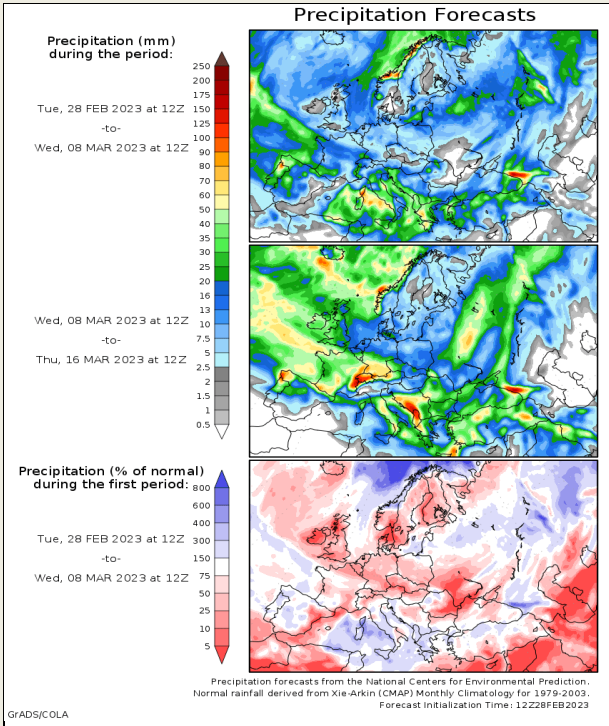 Precipitation Forecasts
Precipitation (mm)
during the period:
Tue, 28 FEB 2023 at 12Z
-to-
Wed, 08 MAR 2023 at 12Z
250
200
175
150
125
100
90
80
70
60
50
40
35
30
25
20
16
13
10
7.5
5
2.5
2
1.5
1
0.5
Wed, 08 MAR 2023 at 12Z
-to-
Thu, 16 MAR 2023 at 12Z
Precipitation (% of normal)
during the first period:
Tue, 28 FEB 2023 at 12Z
-to-
Wed, 08 MAR 2023 at 12Z
800
600
400
300
150
75
50
25
10
5
Precipitation forecasts from the National Centers for Environmental Prediction.
Normal rainfall derived from Xie-Arkin (CMAP) Monthly Climatology for 1979-2003.
Forecast Initialization Time: 12Z28FEB2023
GrADS/COLA